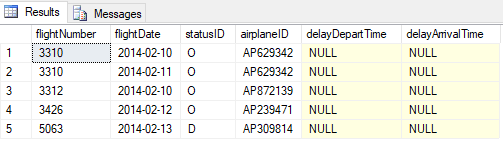 Results Messages
flightNumber flightDate statusID airplaneID delayDepartTime delayArrivalTime
1 3310 2014-02-10 O AP629342 NULL NULL
2 3310 2014-02-11 O AP629342 NULL NULL
3 3312 2014-02-10 O AP872139 NULL NULL
4 3426 2014-02-12 O AP239471 NULL NULL
5 5063 2014-02-13 D AP309814 NULL NULL